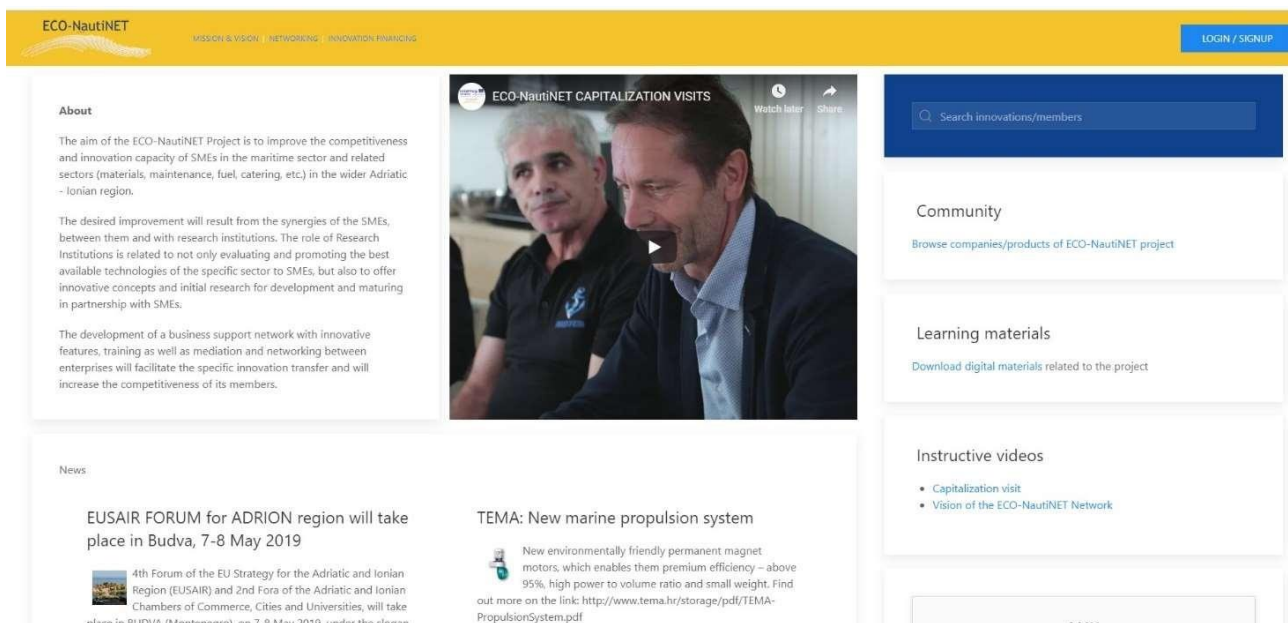 ECO-NautiNET
MISSION & VISION | NETWORKING | INNOVATION FINANCING
LOGIN / SIGNUP
About
The aim of the ECO-NautiNET Project is to improve the competitiveness
and innovation capacity of SMEs in the maritime sector and related
sectors (materials, maintenance, fuel, catering, etc.) in the wider Adriatic
- Ionian region.
The desired improvement will result from the synergies of the SMEs,
between them and with research institutions. The role of Research
Institutions is related to not only evaluating and promoting the best
available technologies of the specific sector to SMEs, but also to offer
innovative concepts and initial research for development and maturing
in partnership with SMEs.
The development of a business support network with innovative
features, training as well as mediation and networking between
enterprises will facilitate the specific innovation transfer and will
increase the competitiveness of its members.
ECO-NautiNET CAPITALIZATION VISITS
Watch later
Share
Search innovations/members
Community
Browse companies/products of ECO-NautiNET project
Learning materials
Download digital materials related to the project
Instructive videos
• Capitalization visit
• Vision of the ECO-NautiNET Network
News
EUSAIR FORUM for ADRION region will take
place in Budva, 7-8 May 2019
4th Forum of the EU Strategy for the Adriatic and Ionian
Region (EUSAIR) and 2nd Fora of the Adriatic and Ionian
Chambers of Commerce, Cities and Universities, will take
place in BUDVA (Montenegro), on 7-8 May 2019, under the slogan
TEMA: New marine propulsion system
New environmentally friendly permanent magnet
motors, which enables them premium efficiency – above
95%, high power to volume ratio and small weight. Find
out more on the link: http://www.tema.hr/storage/pdf/TEMA-
PropulsionSystem.pdf